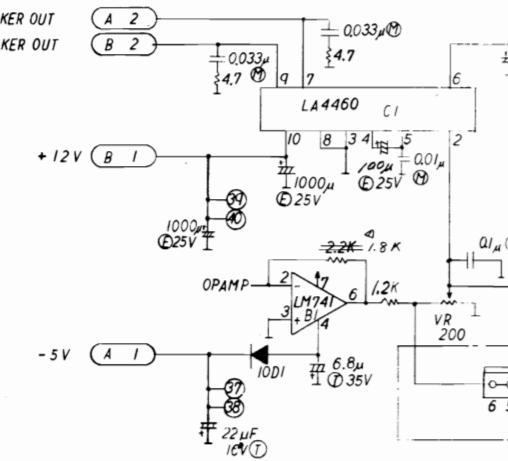 KER OUT
A 2
KER OUT
B 2
0.033μ M
4.7
0.033μ M
4.7
9
7
6
LA4460
C1
10
8
3
4
5
2
+12V
B 1
1000μ
E 25V
100μ
E 25V
0.01μ
M
39
40
1000μ
E 25V
2.2K
1.8K
0.1μ
OPAMP
2
7
LM741
6
1.2K
3
B1
4
VR
200
-5V
A 1
10D1
6.8μ
T 35V
37
38
22μF
16V T
6